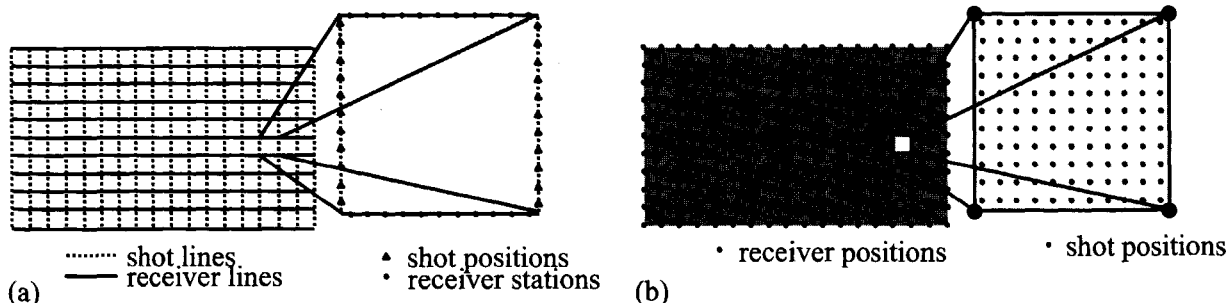 shot lines
receiver lines
shot positions
receiver stations
(a)
receiver positions
shot positions
(b)